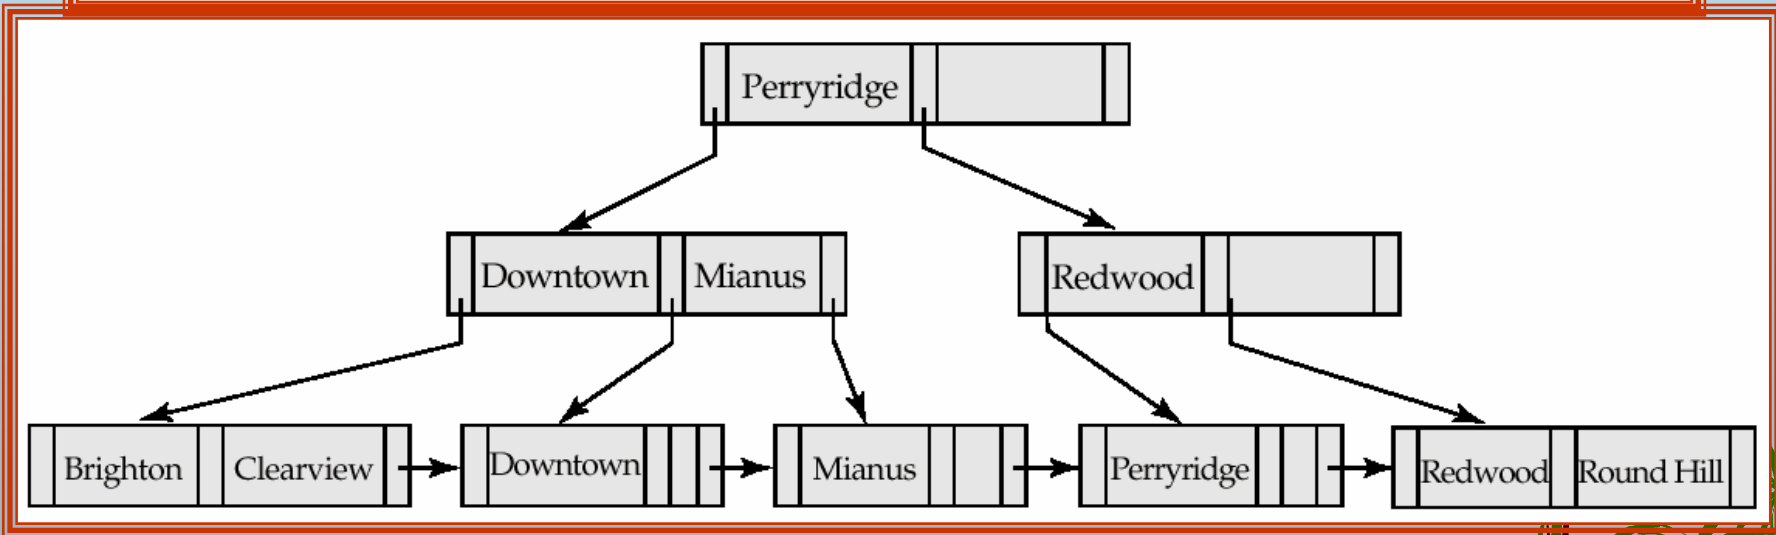 Perryridge
Downtown Mianus Redwood
Brighton Clearview Downtown Mianus Perryridge Redwood Round Hill